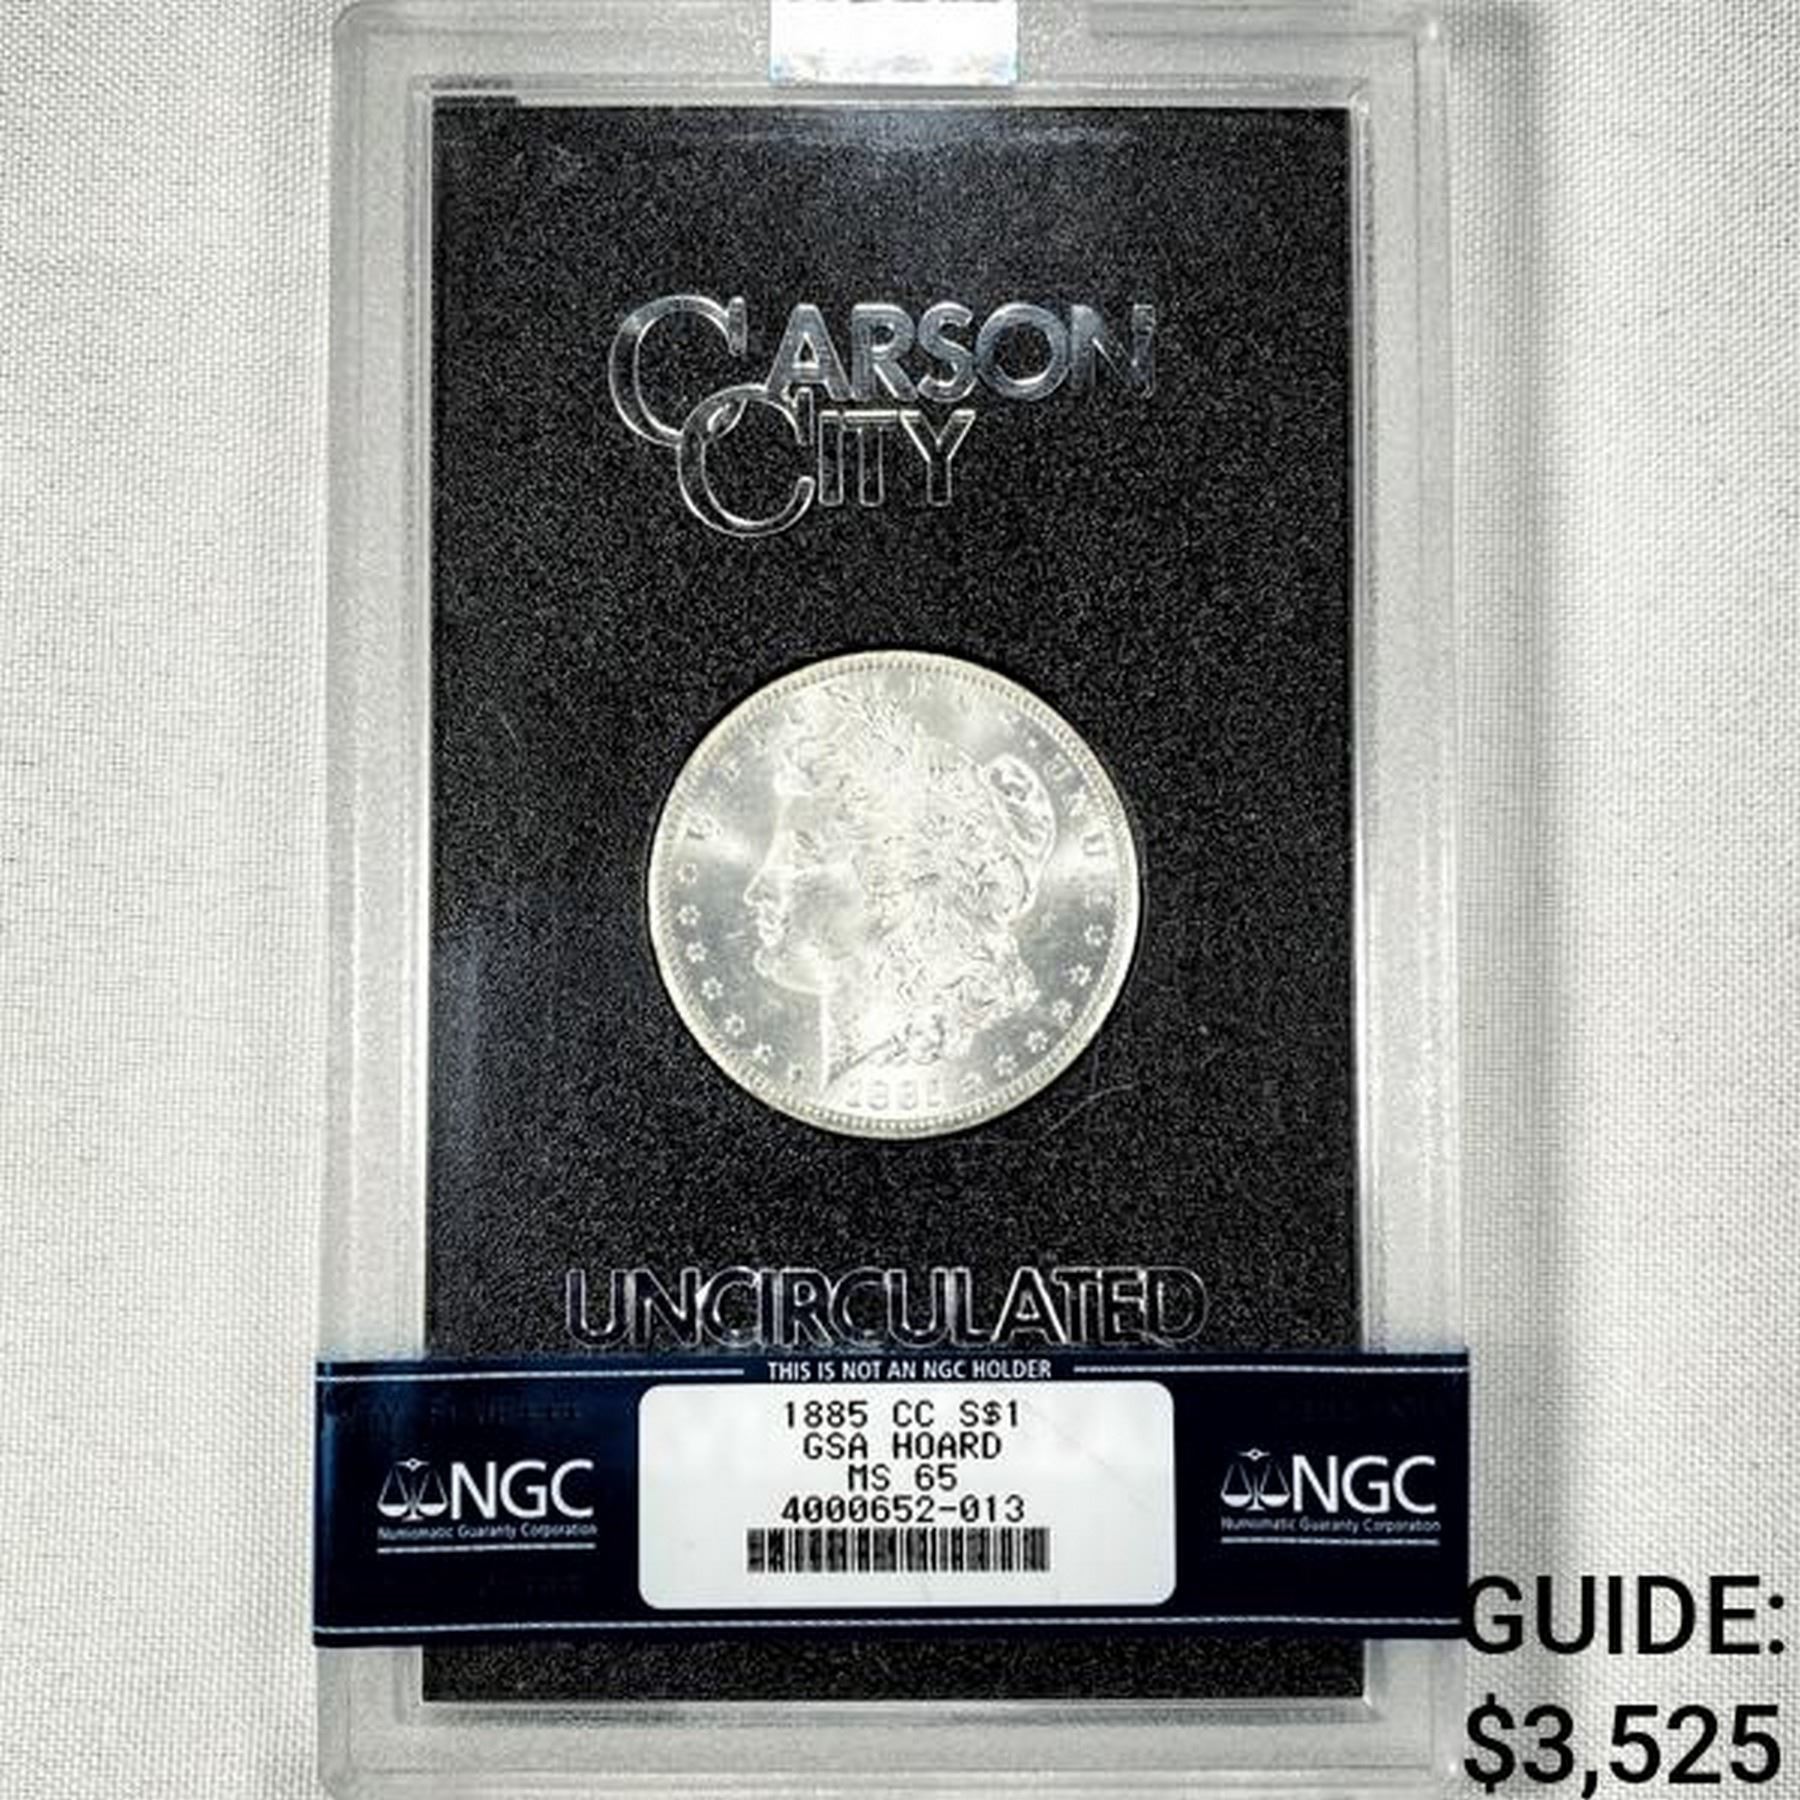 CARSON
CITY
UNCIRCULATED
THIS IS NOT AN NGC HOLDER
1885 CC S$1
GSA HOARD
MS 65
4000652-013
NGC
Numismatic Guaranty Corporation
NGC
Numismatic Guaranty Corporation
GUIDE:
$3,525